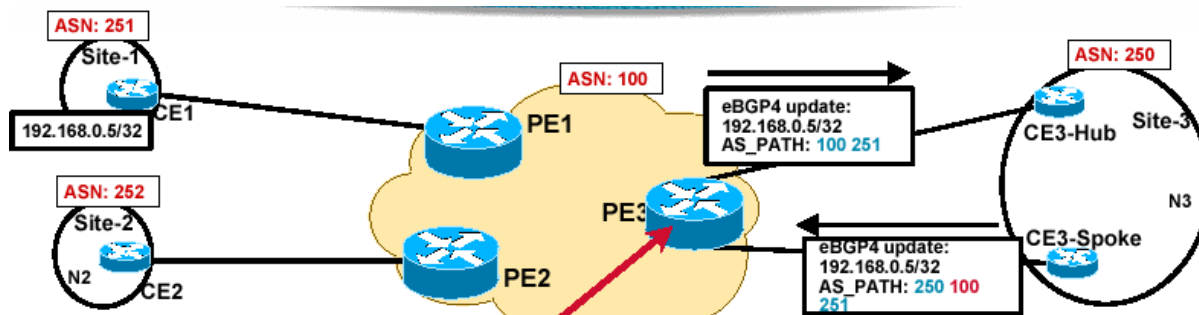 ASN: 251
Site-1
CE1
192.168.0.5/32
ASN: 252
Site-2
N2
CE2
ASN: 100
PE1
PE2
PE3
eBGP4 update:
192.168.0.5/32
AS_PATH: 100 251
eBGP4 update:
192.168.0.5/32
AS_PATH: 250 100
251
ASN: 250
CE3-Hub
Site-3
N3
CE3-Spoke